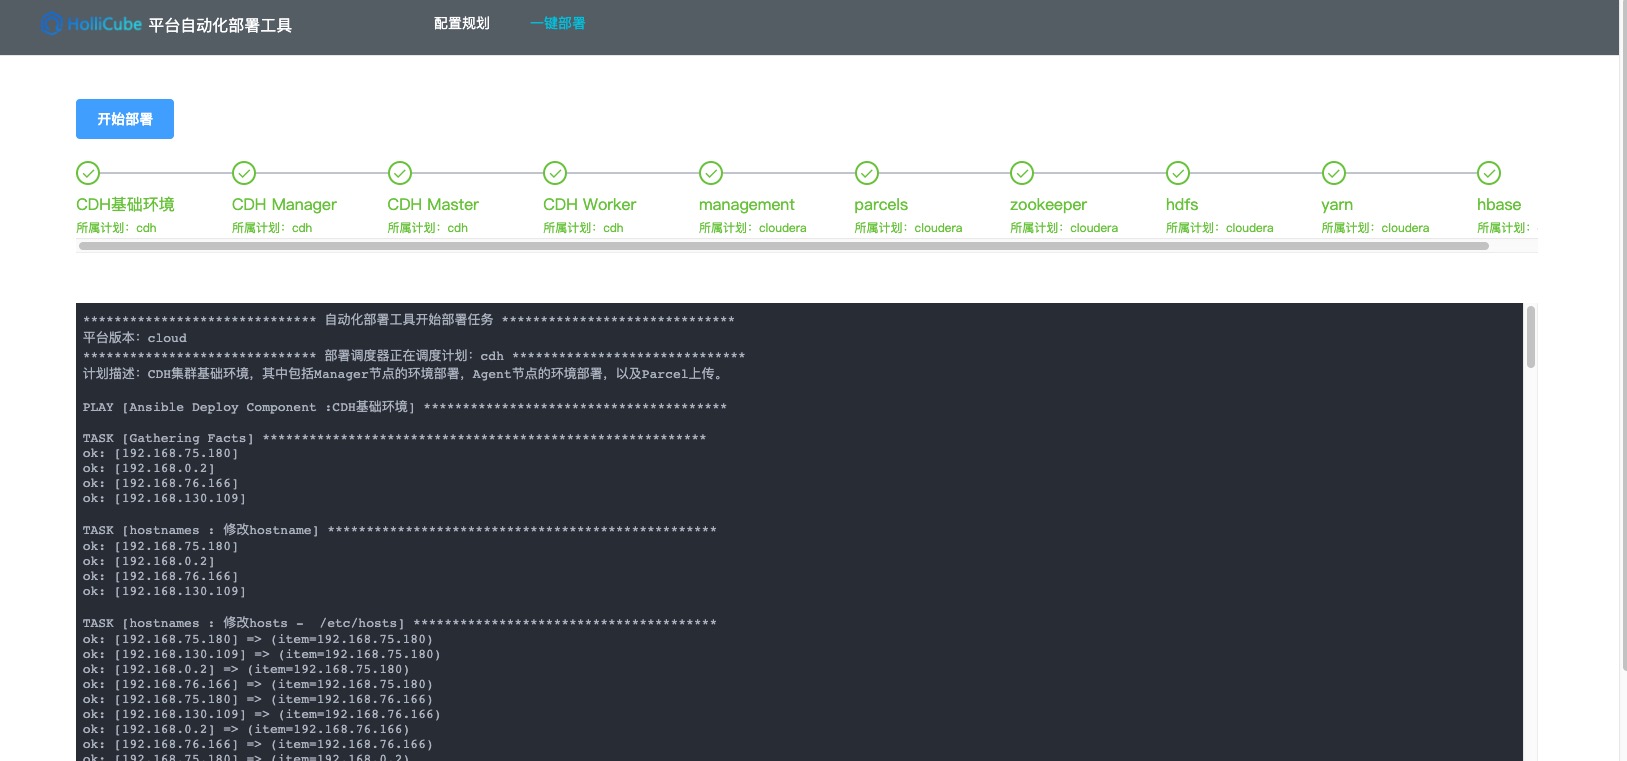 HolliCube 平台自动化部署工具 配置规划 一键部署
开始部署
CDH基础环境 CDH Manager CDH Master CDH Worker management parcels zookeeper hdfs yarn hbase
所属计划：cdh 所属计划：cdh 所属计划：cdh 所属计划：cdh 所属计划：cloudera 所属计划：cloudera 所属计划：cloudera 所属计划：cloudera 所属计划：cloudera 所属计划：
****************************** 自动化部署工具开始部署任务 ******************************
平台版本：cloud
****************************** 部署调度器正在调度计划：cdh ******************************
计划描述：CDH集群基础环境，其中包括Manager节点的环境部署，Agent节点的环境部署，以及Parcel上传。
PLAY [Ansible Deploy Component :CDH基础环境] ***************************************
TASK [Gathering Facts] *********************************************************
ok: [192.168.75.180]
ok: [192.168.0.2]
ok: [192.168.76.166]
ok: [192.168.130.109]
TASK [hostnames : 修改hostname] **************************************************
ok: [192.168.75.180]
ok: [192.168.0.2]
ok: [192.168.76.166]
ok: [192.168.130.109]
TASK [hostnames : 修改hosts -  /etc/hosts] ***************************************
ok: [192.168.75.180] => (item=192.168.75.180)
ok: [192.168.130.109] => (item=192.168.75.180)
ok: [192.168.0.2] => (item=192.168.75.180)
ok: [192.168.76.166] => (item=192.168.75.180)
ok: [192.168.75.180] => (item=192.168.76.166)
ok: [192.168.130.109] => (item=192.168.76.166)
ok: [192.168.0.2] => (item=192.168.76.166)
ok: [192.168.76.166] => (item=192.168.76.166)
ok: [192.168.75.180] => (item=192.168.0.2)